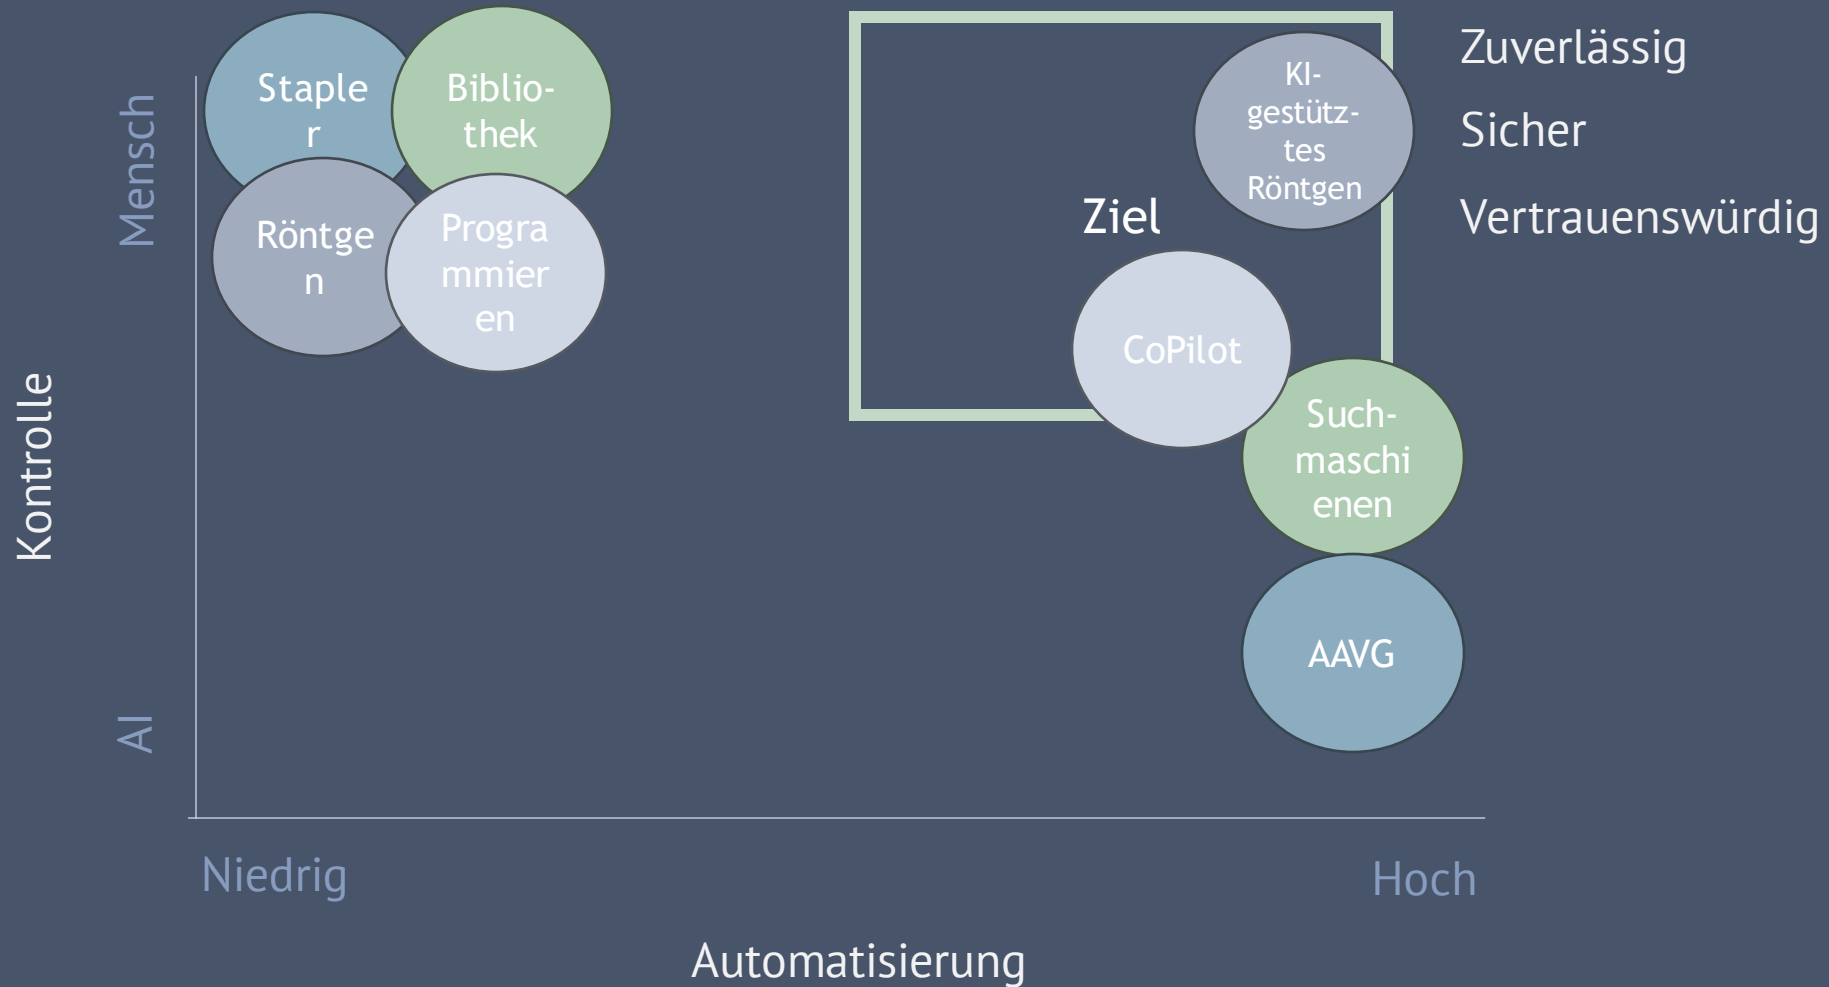 Staple
r
Biblio-
thek
Röntge
n
Progra
mmier
en
KI-
gestütz-
tes
Röntgen
Ziel
CoPilot
Such-
maschi
enen
AAVG
Zuverlässig
Sicher
Vertrauenswürdig
Mensch
Kontrolle
AI
Niedrig
Hoch
Automatisierung